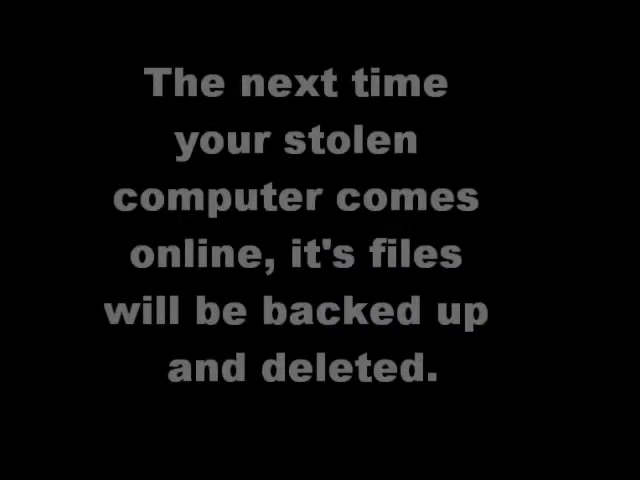 The next time
your stolen
computer comes
online, it's files
will be backed up
and deleted.